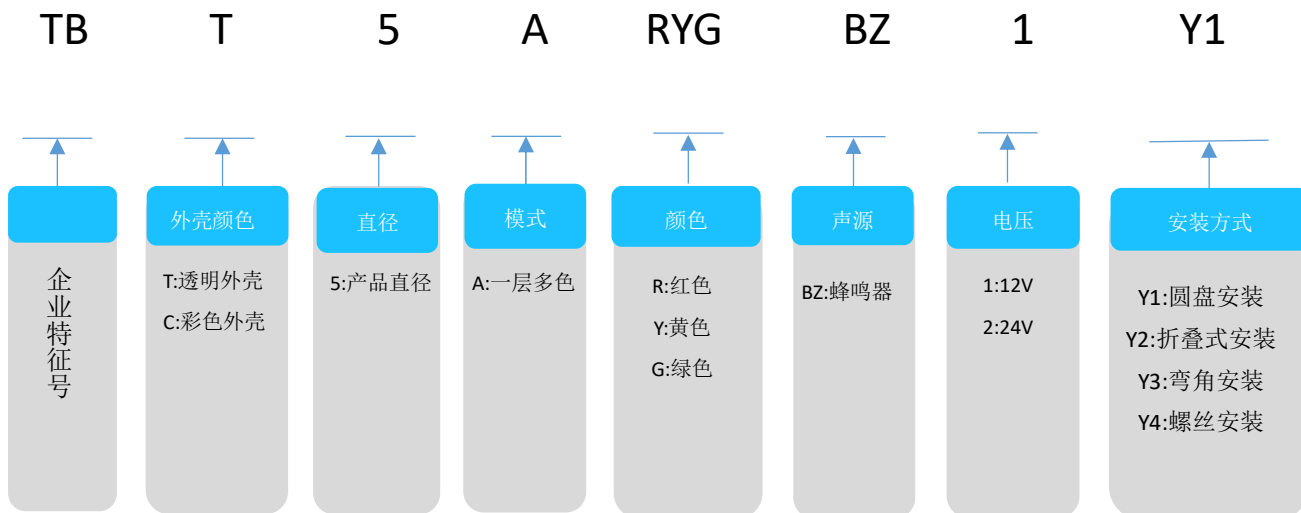 TB T 5 A RYG BZ 1 Y1
外壳颜色 直径 模式 颜色 声源 电压 安装方式
企业特征号
T:透明外壳
C:彩色外壳
5:产品直径
A:一层多色
R:红色
Y:黄色
G:绿色
BZ:蜂鸣器
1:12V
2:24V
Y1:圆盘安装
Y2:折叠式安装
Y3:弯角安装
Y4:螺丝安装